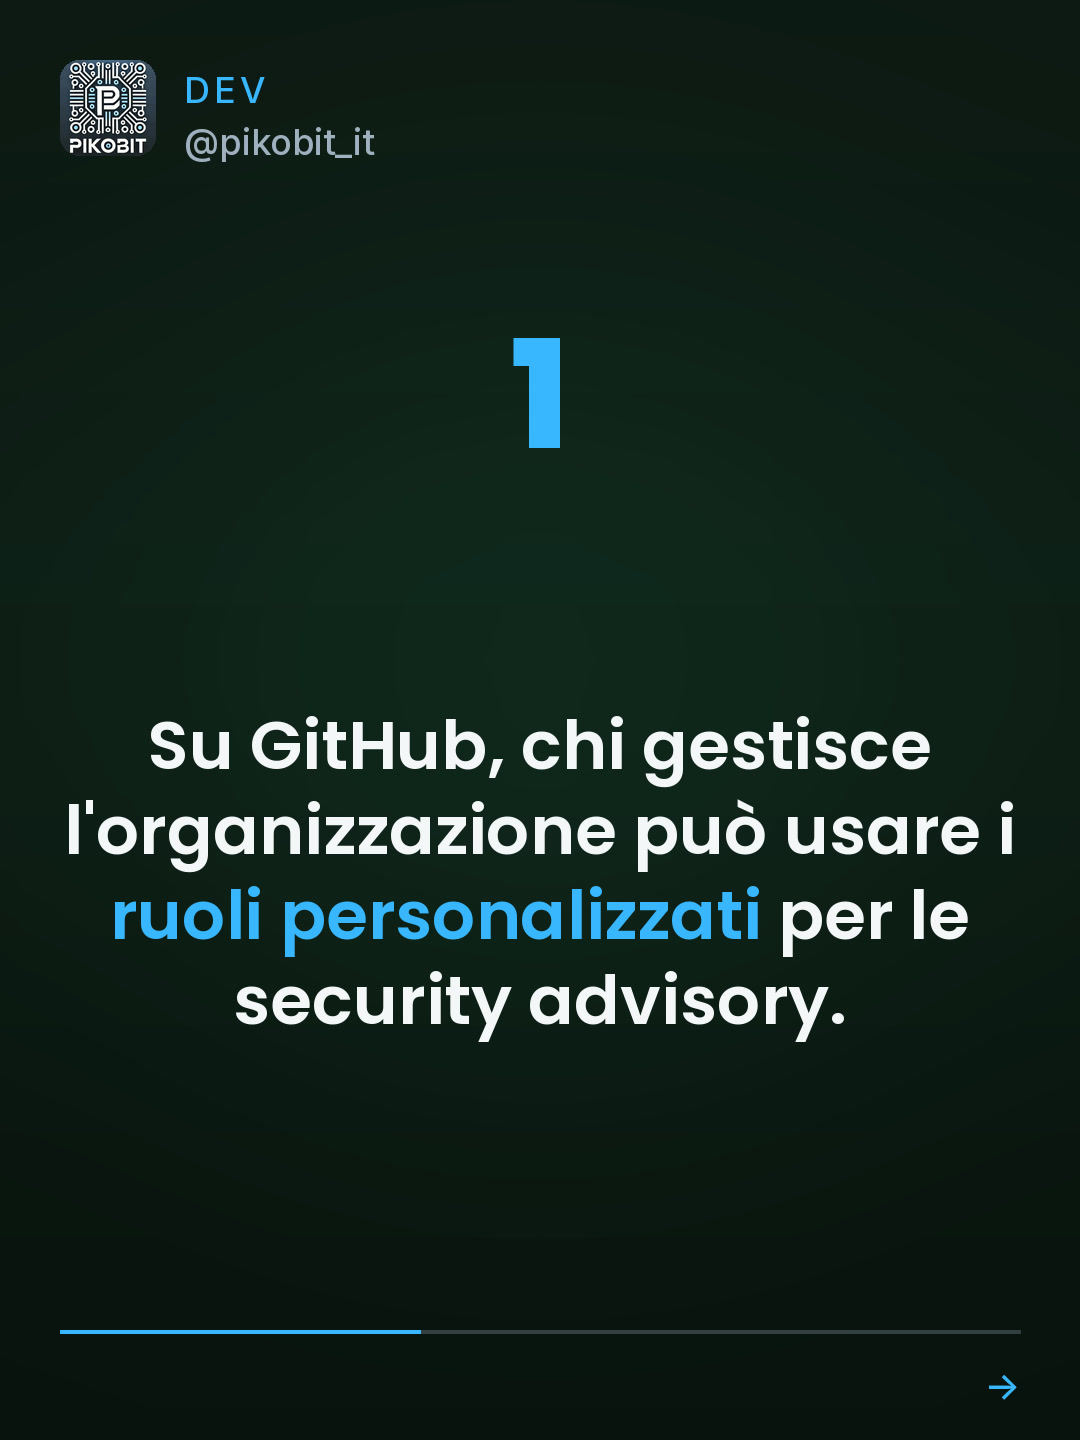 PIKOBIT
DEV
@pikobit_it
1
Su GitHub, chi gestisce
l'organizzazione può usare i
ruoli personalizzati per le
security advisory.